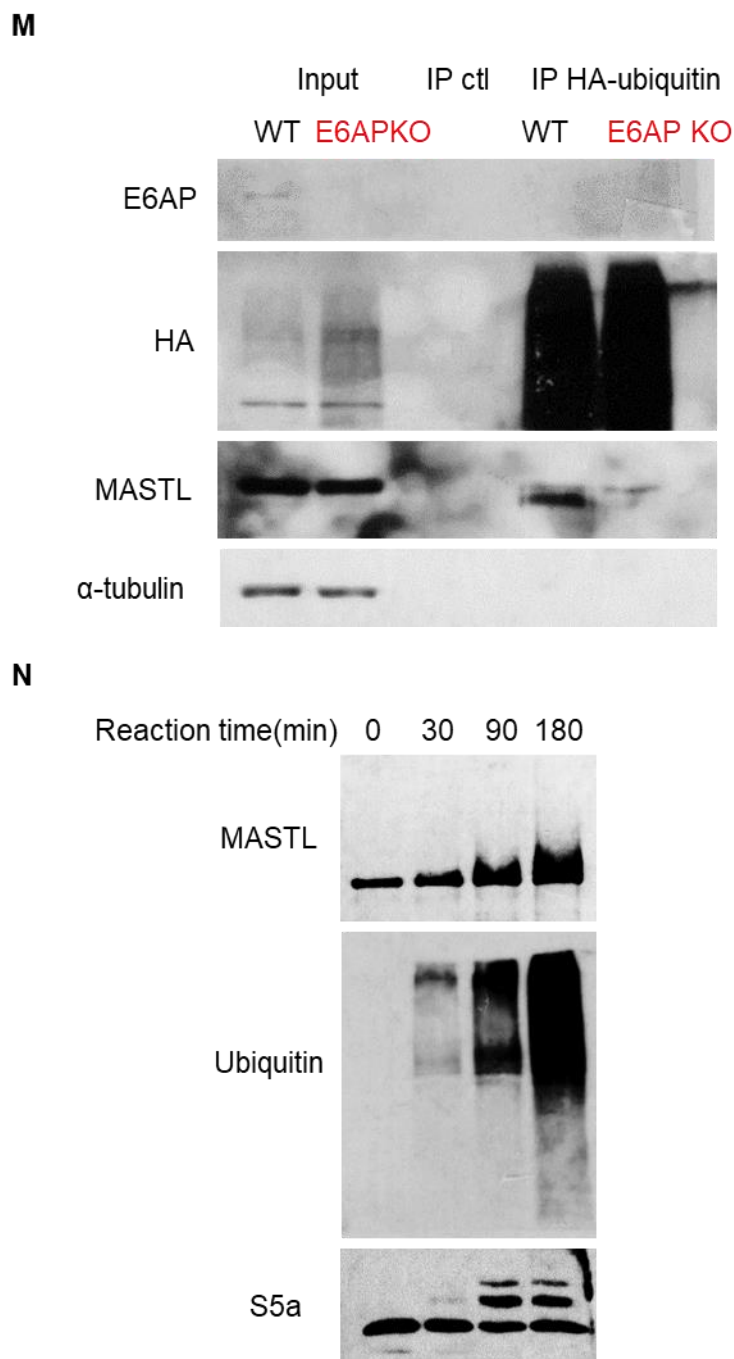 M
Input IP ctl IP HA-ubiquitin
WT E6APKO WT E6AP KO
E6AP
HA
MASTL
α-tubulin
N
Reaction time(min) 0 30 90 180
MASTL
Ubiquitin
S5a